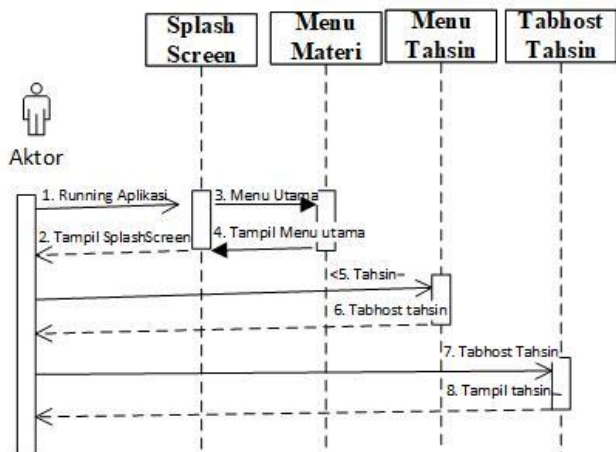 Splash
Screen
Menu
Materi
Menu
Tahsin
Tabhost
Tahsin
Aktor
1. Running Aplikasi
3. Menu Utama
2. Tampil SplashScreen
4. Tampil Menu utama
<5. Tahsin–
6. Tabhost tahsin
7. Tabhost Tahsin
8. Tampil tahsin